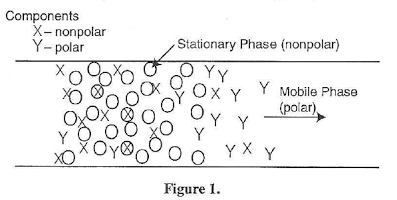 Components
X– nonpolar
Y– polar
Stationary Phase (nonpolar)
Mobile Phase
(polar)
Figure 1.